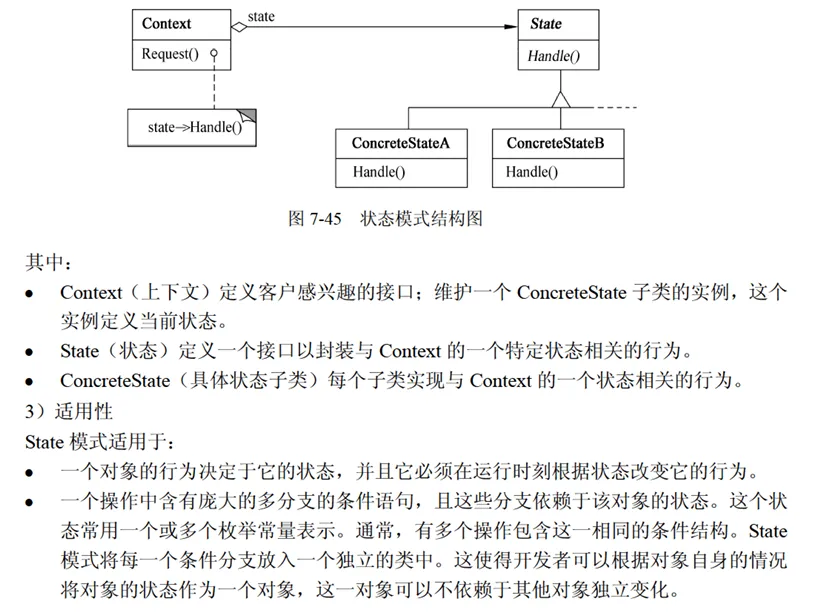 Context
state
State
Request()
Handle()
state->Handle()
ConcreteStateA
ConcreteStateB
Handle()
Handle()
图 7-45 状态模式结构图
其中：
● Context（上下文）定义客户感兴趣的接口；维护一个 ConcreteState 子类的实例，这个
实例定义当前状态。
● State（状态）定义一个接口以封装与 Context 的一个特定状态相关的行为。
● ConcreteState（具体状态子类）每个子类实现与 Context 的一个状态相关的行为。
3）适用性
State 模式适用于：
● 一个对象的行为决定于它的状态，并且它必须在运行时刻根据状态改变它的行为。
● 一个操作中含有庞大的多分支的条件语句，且这些分支依赖于该对象的状态。这个状
态常用一个或多个枚举常量表示。通常，有多个操作包含这一相同的条件结构。State
模式将每一个条件分支放入一个独立的类中。这使得开发者可以根据对象自身的情况
将对象的状态作为一个对象，这一对象可以不依赖于其他对象独立变化。